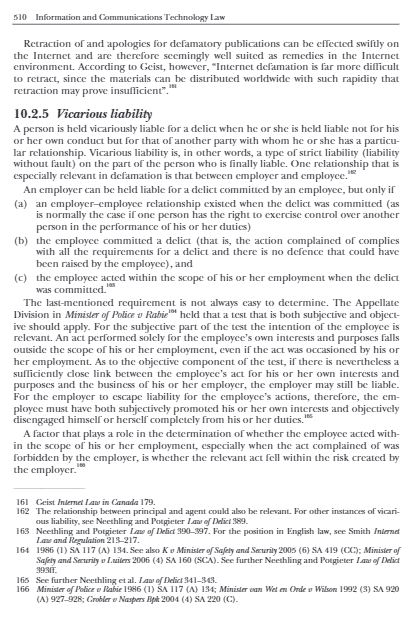 510 Information and Communications Technology Law
Retraction of and apologies for defamatory publications can be effected swiftly on
the Internet and are therefore seemingly well suited as remedies in the Internet
environment. According to Geist, however, “Internet defamation is far more difficult
to retract, since the materials can be distributed worldwide with such rapidity that
retraction may prove insufficient”.161
10.2.5 Vicarious liability
A person is held vicariously liable for a delict when he or she is held liable not for his
or her own conduct but for that of another party with whom he or she has a particu-
lar relationship. Vicarious liability is, in other words, a type of strict liability (liability
without fault) on the part of the person who is finally liable. One relationship that is
especially relevant in defamation is that between employer and employee.162
An employer can be held liable for a delict committed by an employee, but only if
(a) an employer–employee relationship existed when the delict was committed (as
is normally the case if one person has the right to exercise control over another
person in the performance of his or her duties)
(b) the employee committed a delict (that is, the action complained of complies
with all the requirements for a delict and there is no defence that could have
been raised by the employee), and
(c) the employee acted within the scope of his or her employment when the delict
was committed.163
The last-mentioned requirement is not always easy to determine. The Appellate
Division in Minister of Police v Rabie164 held that a test that is both subjective and object-
ive should apply. For the subjective part of the test the intention of the employee is
relevant. An act performed solely for the employee’s own interests and purposes falls
outside the scope of his or her employment, even if the act was occasioned by his or
her employment. As to the objective component of the test, if there is nevertheless a
sufficiently close link between the employee’s act for his or her own interests and
purposes and the business of his or her employer, the employer may still be liable.
For the employer to escape liability for the employee’s actions, therefore, the em-
ployee must have both subjectively promoted his or her own interests and objectively
disengaged himself or herself completely from his or her duties.165
A factor that plays a role in the determination of whether the employee acted with-
in the scope of his or her employment, especially when the act complained of was
forbidden by the employer, is whether the relevant act fell within the risk created by
the employer.166
161 Geist Internet Law in Canada 179.
162 The relationship between principal and agent could also be relevant. For other instances of vicari-
ous liability, see Neethling and Potgieter Law of Delict 389.
163 Neethling and Potgieter Law of Delict 390–397. For the position in English law, see Smith Internet
Law and Regulation 213–217.
164 1986 (1) SA 117 (A) 134. See also K v Minister of Safety and Security 2005 (6) SA 419 (CC); Minister of
Safety and Security v Luiters 2006 (4) SA 160 (SCA). See further Neethling and Potgieter Law of Delict
393ff.
165 See further Neethling et al. Law of Delict 341–343.
166 Minister of Police v Rabie 1986 (1) SA 117 (A) 134; Minister van Wet en Orde v Wilson 1992 (3) SA 920
(A) 927–928; Grobler v Naspers Bpk 2004 (4) SA 220 (C).